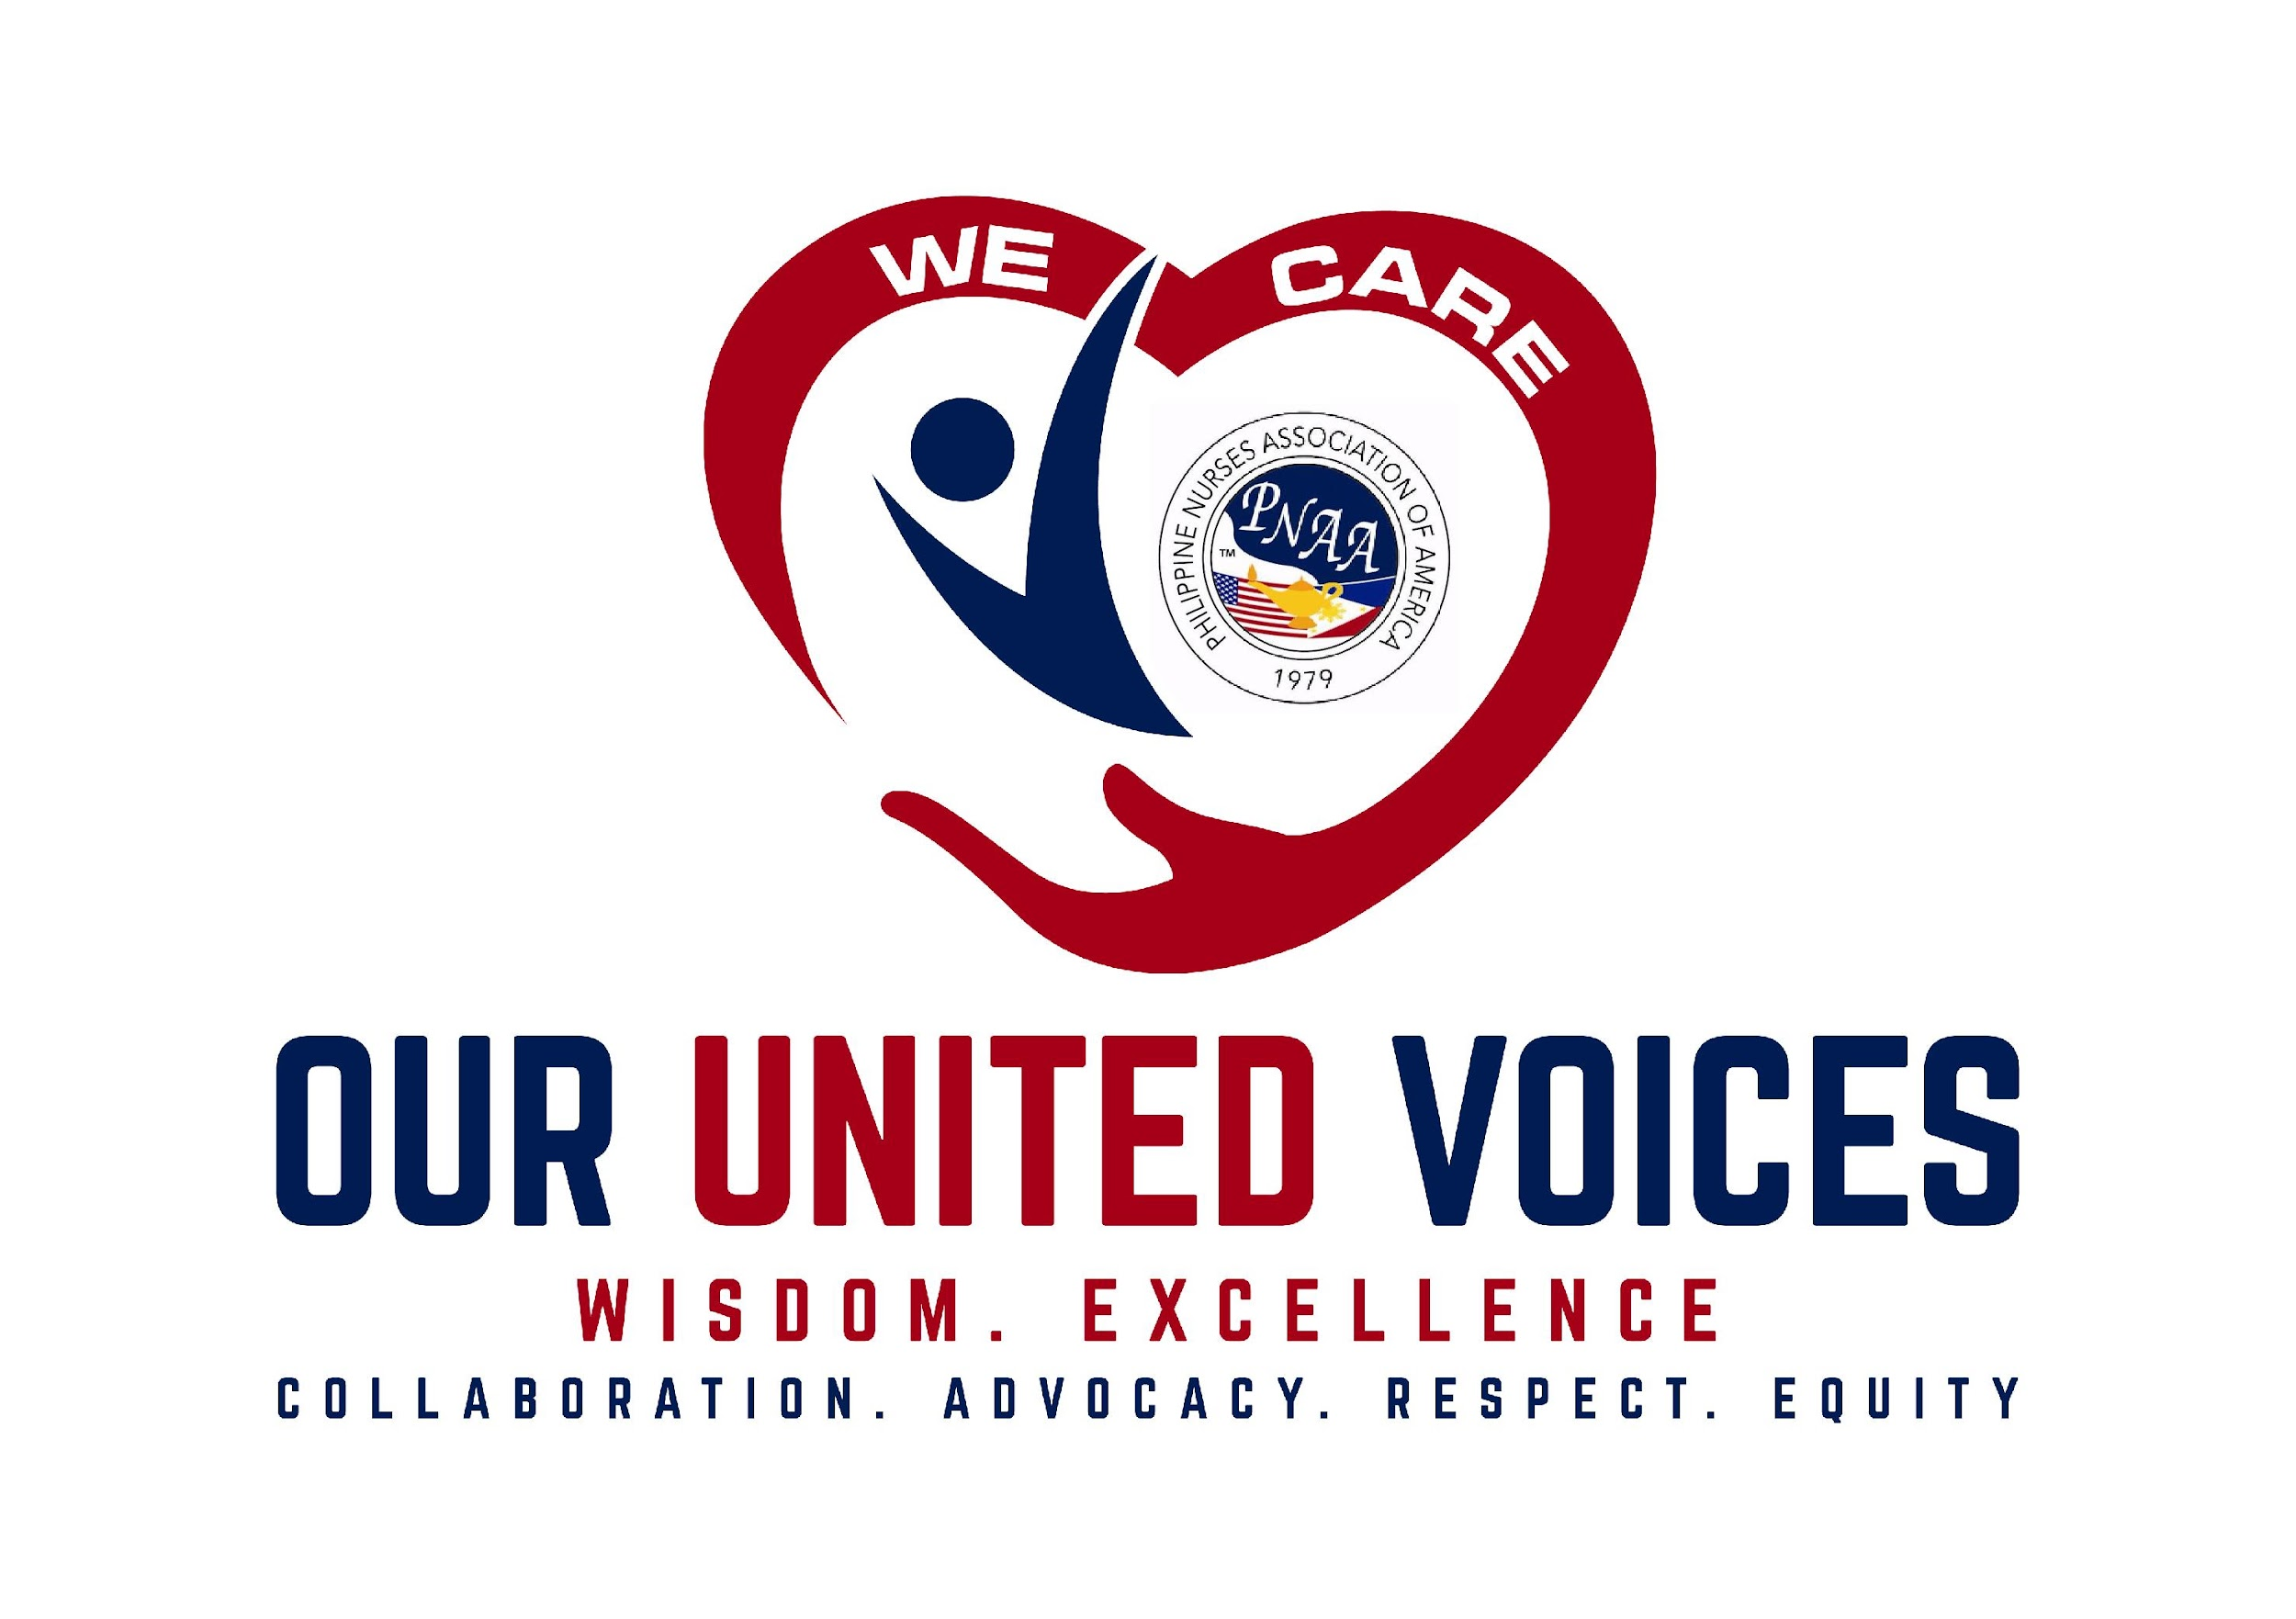 WE CARE
PHILIPPINE NURSES ASSOCIATION OF AMERICA
PNAA
TM
1979
OUR UNITED VOICES
WISDOM. EXCELLENCE
COLLABORATION. ADVOCACY. RESPECT. EQUITY